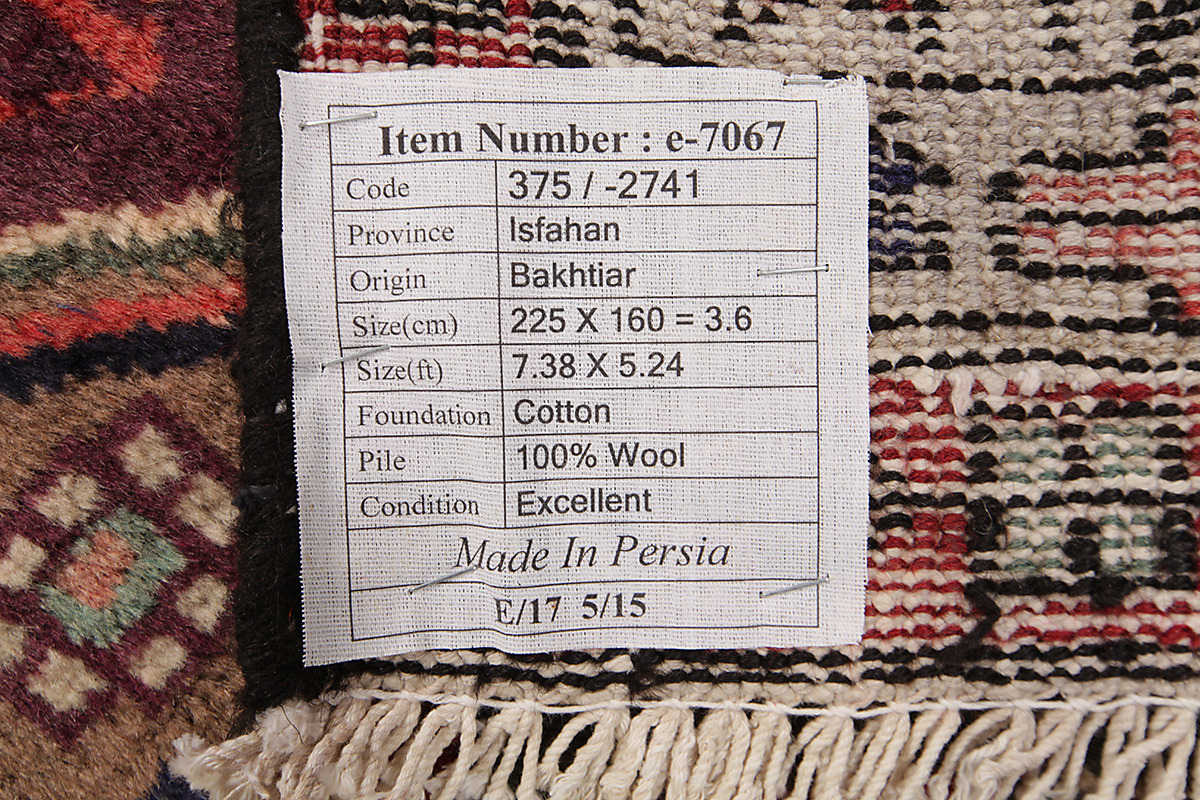 Item Number : e-7067
Code 375 / -2741
Province Isfahan
Origin Bakhtiar
Size(cm) 225 X 160 = 3.6
Size(ft) 7.38 X 5.24
Foundation Cotton
Pile 100% Wool
Condition Excellent
Made In Persia
E/17 5/15